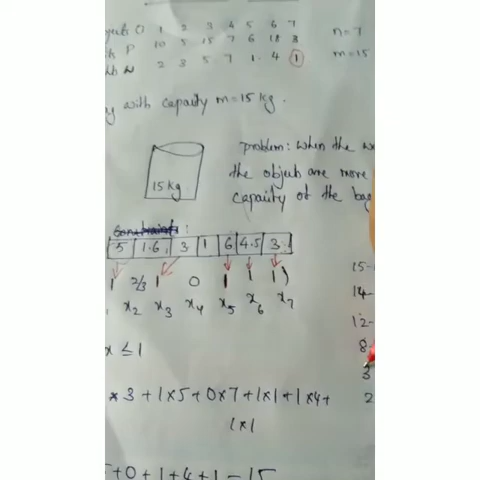 jects O 1 2 3 4 5 6 7 n=7
ts P 10 5 15 7 6 18 3 m=15
w 2 3 5 7 1 4 1
with capacity m=15 kg.
problom: When the w
the objects are more
capacity of the bag
15 kg
Constraint:
5 1.6 3 1 6 4.5 3
1 2/3 1 0 1 1 1)
x2 x3 x4 x5 x6 x7
15-
14-
12-
8-
3
2
x ≤ 1
* 3 + 1x5 + 0x7 + 1x1 + 1x4 +
1x1
+ 0 + 1 + 4 + 1 = 15